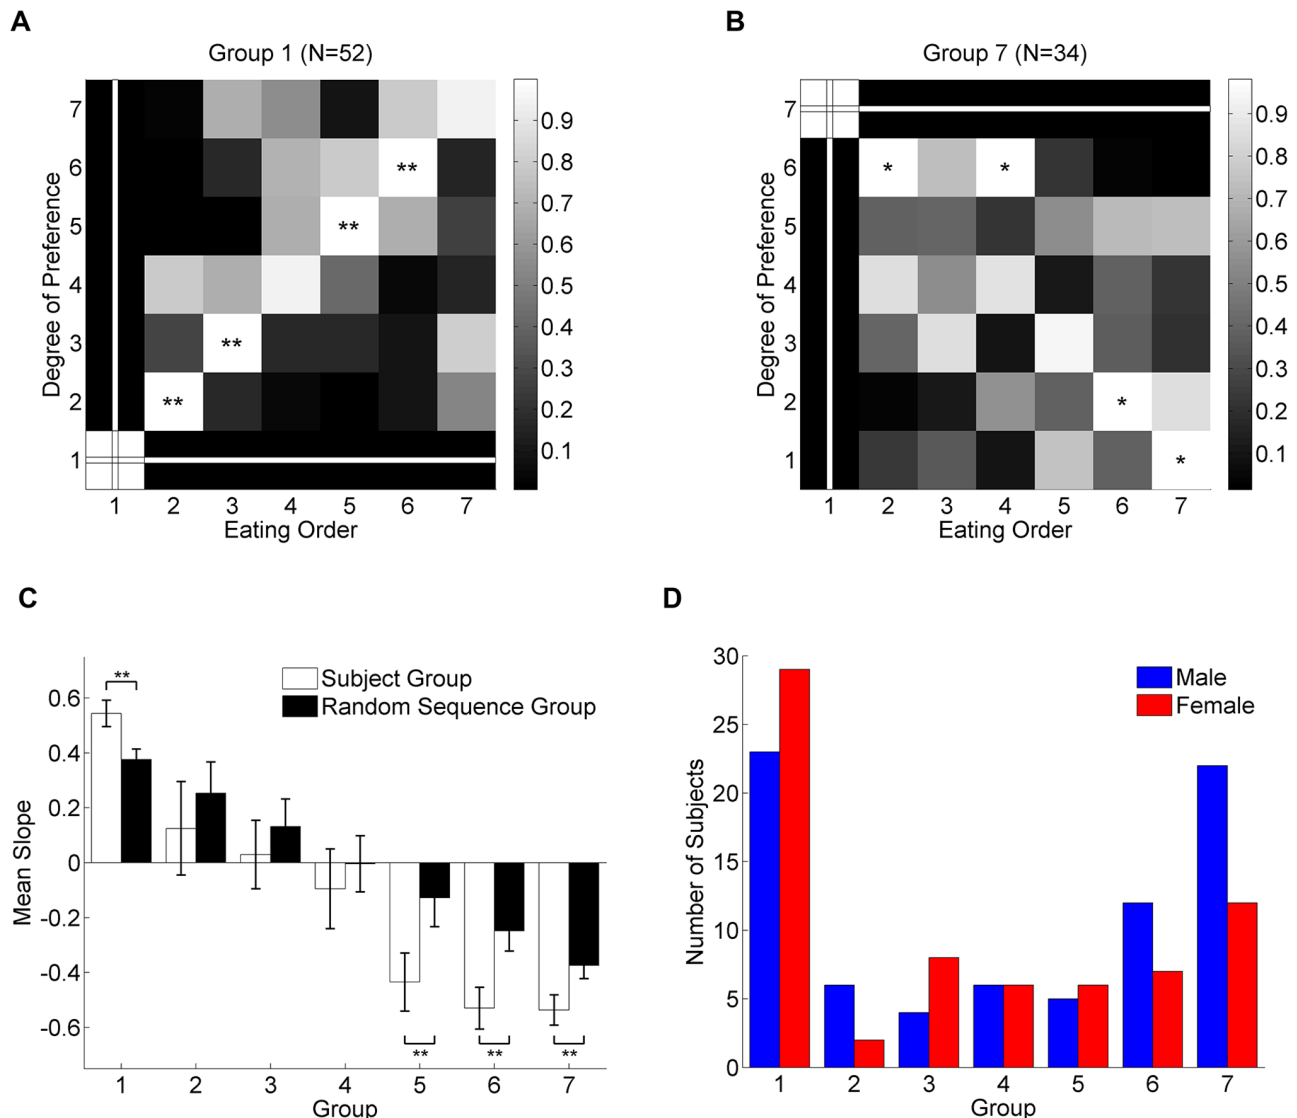 A
Group 1 (N=52)
Degree of Preference
7
6
5
4
3
2
1
**
**
**
**
1 2 3 4 5 6 7
Eating Order
0.9
0.8
0.7
0.6
0.5
0.4
0.3
0.2
0.1
B
Group 7 (N=34)
Degree of Preference
7
6
5
4
3
2
1
* *
*
*
1 2 3 4 5 6 7
Eating Order
0.9
0.8
0.7
0.6
0.5
0.4
0.3
0.2
0.1
C
Mean Slope
0.6
0.4
0.2
0
-0.2
-0.4
-0.6
**
Subject Group
Random Sequence Group
** ** **
1 2 3 4 5 6 7
Group
D
Number of Subjects
30
25
20
15
10
5
0
Male
Female
1 2 3 4 5 6 7
Group